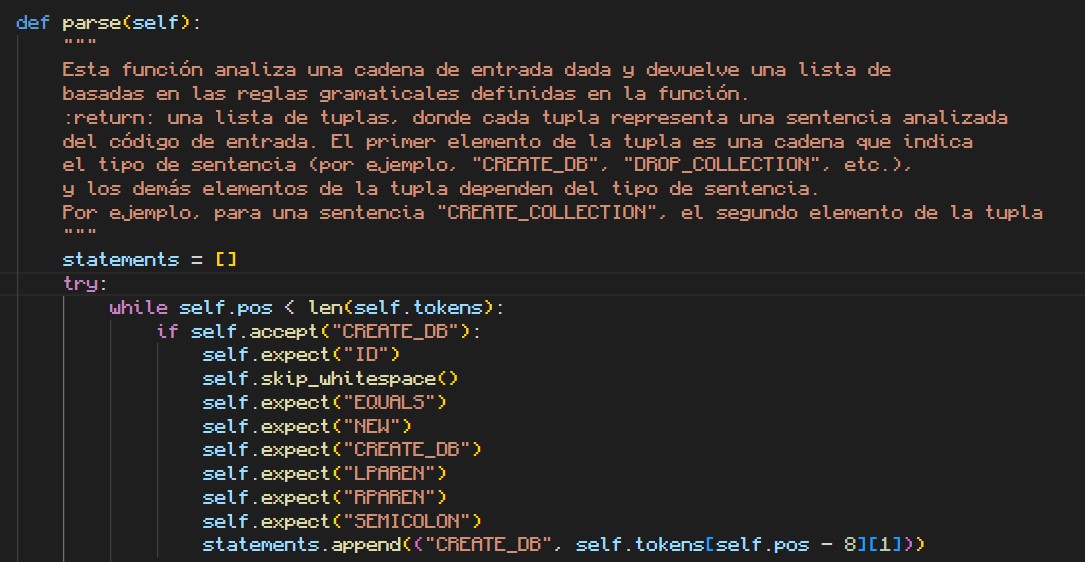 def parse(self):
    """
    Esta función analiza una cadena de entrada dada y devuelve una lista de
    basadas en las reglas gramaticales definidas en la función.
    :return: una lista de tuplas, donde cada tupla representa una sentencia analizada
    del código de entrada. El primer elemento de la tupla es una cadena que indica
    el tipo de sentencia (por ejemplo, "CREATE_DB", "DROP_COLLECTION", etc.),
    y los demás elementos de la tupla dependen del tipo de sentencia.
    Por ejemplo, para una sentencia "CREATE_COLLECTION", el segundo elemento de la tupla
    """
    statements = []
    try:
        while self.pos < len(self.tokens):
            if self.accept("CREATE_DB"):
                self.expect("ID")
                self.skip_whitespace()
                self.expect("EQUALS")
                self.expect("NEW")
                self.expect("CREATE_DB")
                self.expect("LPAREN")
                self.expect("RPAREN")
                self.expect("SEMICOLON")
                statements.append(("CREATE_DB", self.tokens[self.pos - 8][1]))